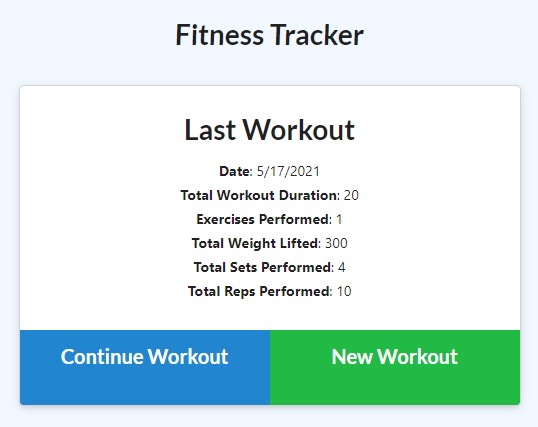 Fitness Tracker
Last Workout
Date: 5/17/2021
Total Workout Duration: 20
Exercises Performed: 1
Total Weight Lifted: 300
Total Sets Performed: 4
Total Reps Performed: 10
Continue Workout
New Workout